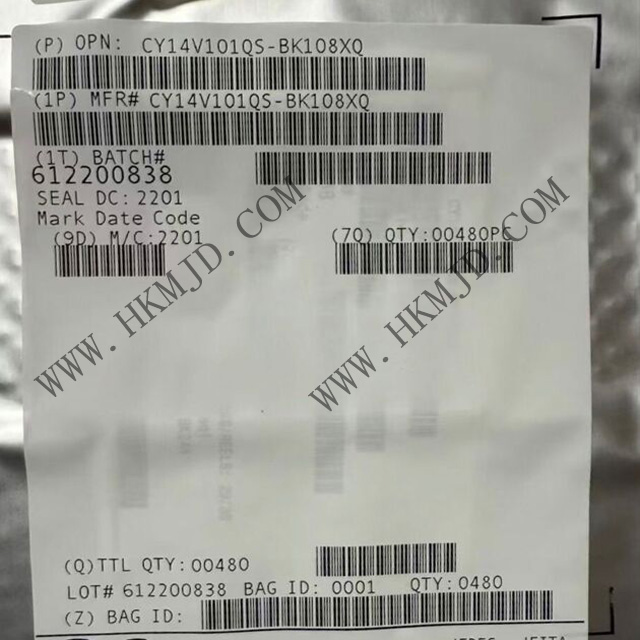 (P) OPN: CY14V101QS-BK108XQ
(1P) MFR# CY14V101QS-BK108XQ
(1T) BATCH#
612200838
SEAL DC: 2201
Mark Date Code
(9D) M/C:2201
(7Q) QTY:00480PC
WWW.HKMJD.COM
WWW.HKMJD.COM
(Q)TTL QTY:00480
LOT# 612200838 BAG ID: 0001 QTY:0480
(Z) BAG ID: